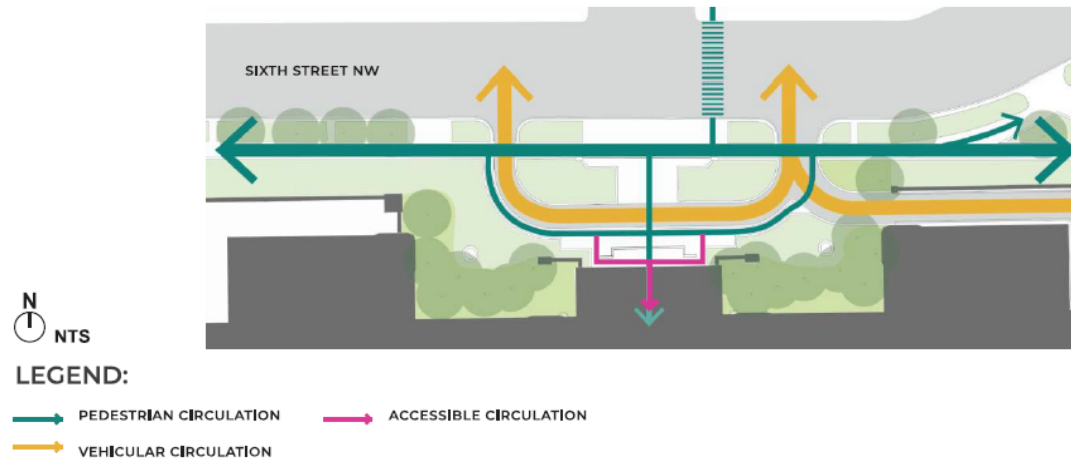 SIXTH STREET NW
N
NTS
LEGEND:
PEDESTRIAN CIRCULATION
ACCESSIBLE CIRCULATION
VEHICULAR CIRCULATION